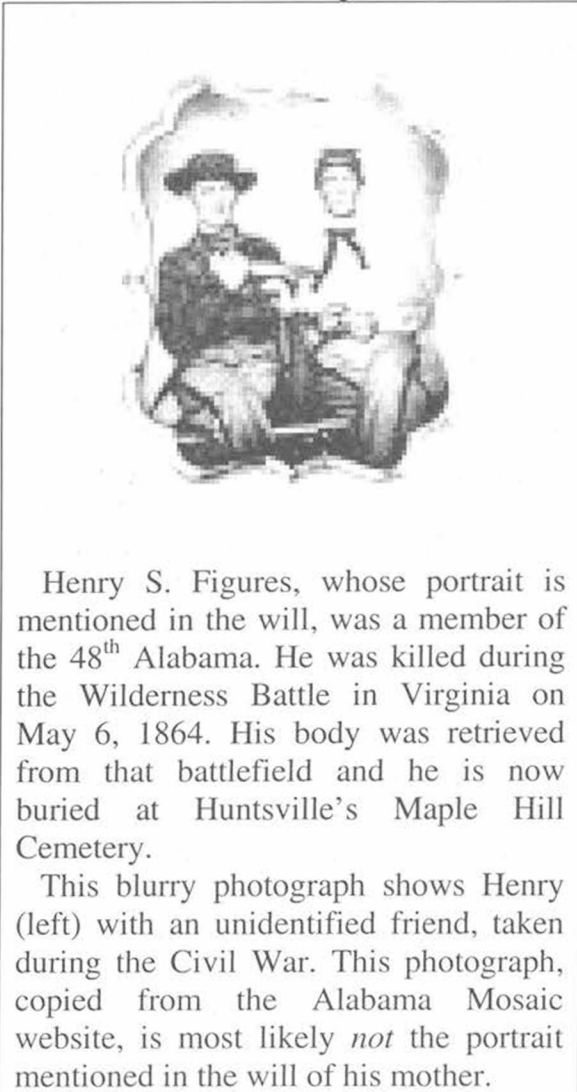 Henry S. Figures, whose portrait is
mentioned in the will, was a member of
the 48th Alabama. He was killed during
the Wilderness Battle in Virginia on
May 6, 1864. His body was retrieved
from that battlefield and he is now
buried at Huntsville's Maple Hill
Cemetery.
This blurry photograph shows Henry
(left) with an unidentified friend, taken
during the Civil War. This photograph,
copied from the Alabama Mosaic
website, is most likely not the portrait
mentioned in the will of his mother.